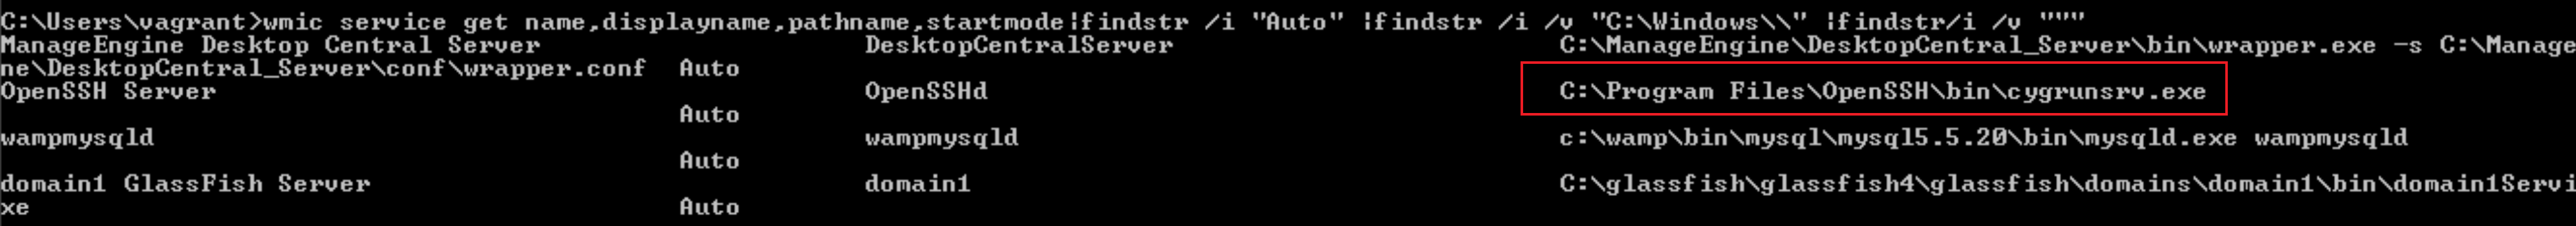 C:\Users\vagrant>wmic service get name,displayname,pathname,startmode|findstr /i "Auto" |findstr /i /v "C:\Windows\\" |findstr/i /v """
ManageEngine Desktop Central Server DesktopCentralServer C:\ManageEngine\DesktopCentral_Server\bin\wrapper.exe -s C:\Manage
ne\DesktopCentral_Server\conf\wrapper.conf Auto
OpenSSH Server OpenSSHd C:\Program Files\OpenSSH\bin\cygrunsrv.exe
Auto
wampmysqld wampmysqld c:\wamp\bin\mysql\mysql5.5.20\bin\mysqld.exe wampmysqld
Auto
domain1 GlassFish Server domain1 C:\glassfish\glassfish4\glassfish\domains\domain1\bin\domain1Servi
xe Auto